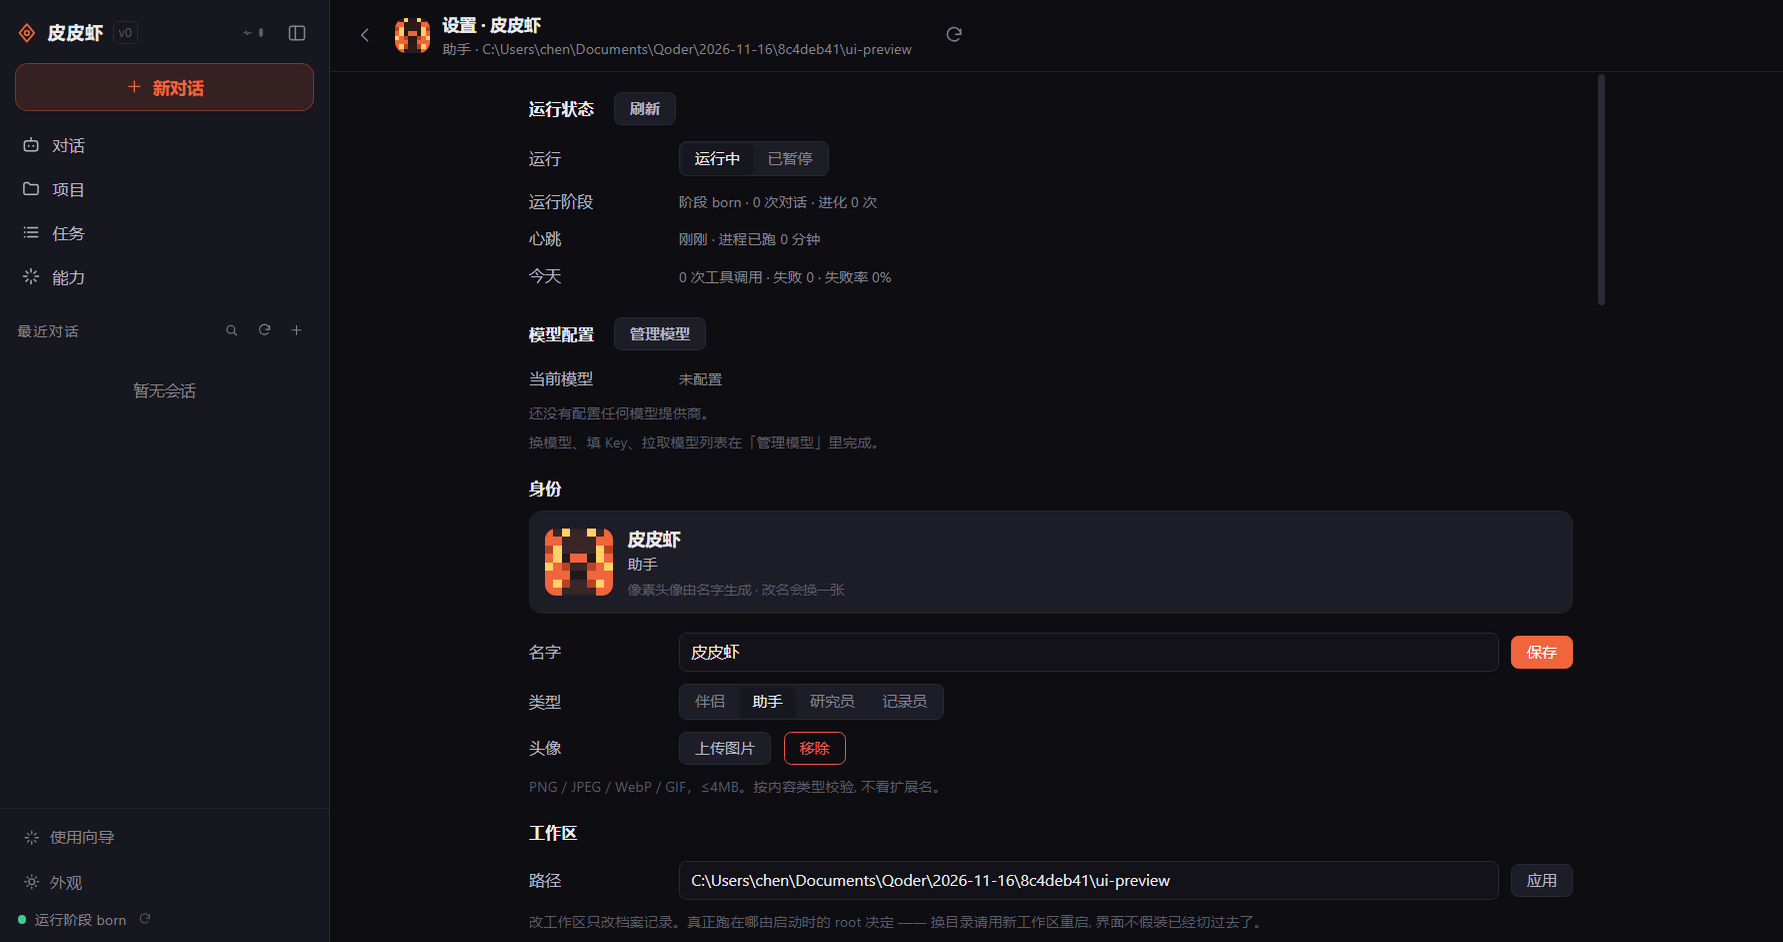 皮皮虾 v0
新对话
对话
项目
任务
能力
最近对话
暂无会话
使用向导
外观
运行阶段 born
设置 · 皮皮虾
助手 · C:\Users\chen\Documents\Qoder\2026-11-16\8c4deb41\ui-preview
运行状态 刷新
运行 运行中 已暂停
运行阶段 阶段 born · 0 次对话 · 进化 0 次
心跳 刚刚 · 进程已跑 0 分钟
今天 0 次工具调用 · 失败 0 · 失败率 0%
模型配置 管理模型
当前模型 未配置
还没有配置任何模型提供商。
换模型、填 Key、拉取模型列表在「管理模型」里完成。
身份
皮皮虾
助手
像素头像由名字生成 · 改名会换一张
名字 皮皮虾 保存
类型 伴侣 助手 研究员 记录员
头像 上传图片 移除
PNG / JPEG / WebP / GIF，≤4MB。按内容类型校验, 不看扩展名。
工作区
路径 C:\Users\chen\Documents\Qoder\2026-11-16\8c4deb41\ui-preview 应用
改工作区只改档案记录。真正跑在哪由启动时的 root 决定 —— 换目录请用新工作区重启, 界面不假装已经切过去了。